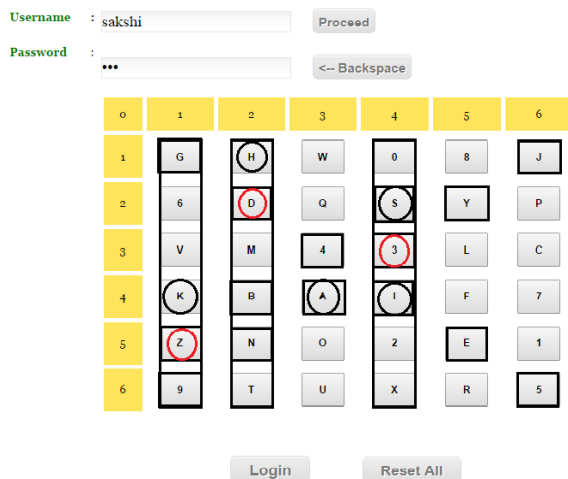 Username : sakshi Proceed
Password : ••• <-- Backspace
0 1 2 3 4 5 6
1 G H W 0 8 J
2 6 D Q S Y P
3 V M 4 3 L C
4 K B A I F 7
5 Z N O 2 E 1
6 9 T U X R 5
Login Reset All